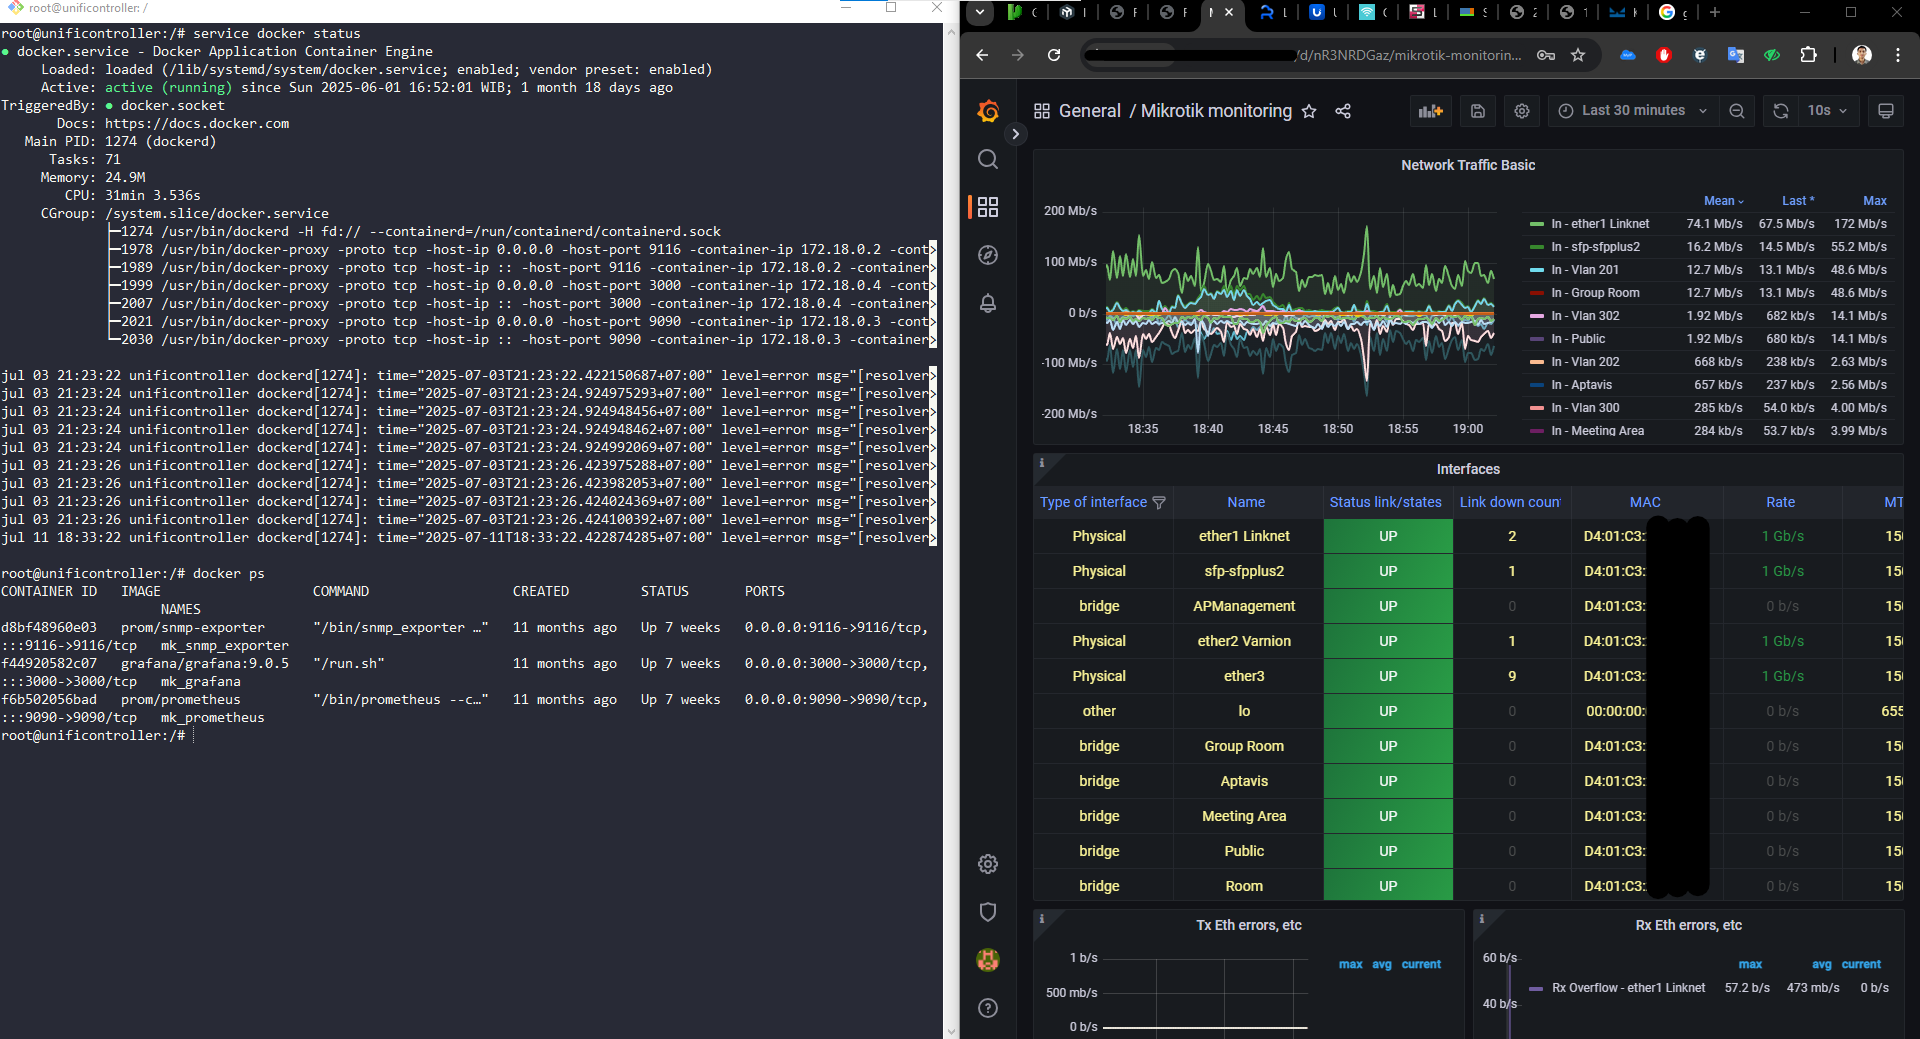 root@unificontroller: /
root@unificontroller:/# service docker status
● docker.service - Docker Application Container Engine
Loaded: loaded (/lib/systemd/system/docker.service; enabled; vendor preset: enabled)
Active: active (running) since Sun 2025-06-01 16:52:01 WIB; 1 month 18 days ago
TriggeredBy: ● docker.socket
Docs: https://docs.docker.com
Main PID: 1274 (dockerd)
Tasks: 71
Memory: 24.9M
CPU: 31min 3.536s
CGroup: /system.slice/docker.service
├─1274 /usr/bin/dockerd -H fd:// --containerd=/run/containerd/containerd.sock
├─1978 /usr/bin/docker-proxy -proto tcp -host-ip 0.0.0.0 -host-port 9116 -container-ip 172.18.0.2 -cont>
├─1989 /usr/bin/docker-proxy -proto tcp -host-ip :: -host-port 9116 -container-ip 172.18.0.2 -container>
├─1999 /usr/bin/docker-proxy -proto tcp -host-ip 0.0.0.0 -host-port 3000 -container-ip 172.18.0.4 -cont>
├─2007 /usr/bin/docker-proxy -proto tcp -host-ip :: -host-port 3000 -container-ip 172.18.0.4 -container>
├─2021 /usr/bin/docker-proxy -proto tcp -host-ip 0.0.0.0 -host-port 9090 -container-ip 172.18.0.3 -cont>
└─2030 /usr/bin/docker-proxy -proto tcp -host-ip :: -host-port 9090 -container-ip 172.18.0.3 -container>
jul 03 21:23:22 unificontroller dockerd[1274]: time="2025-07-03T21:23:22.422150687+07:00" level=error msg="[resolver>
jul 03 21:23:24 unificontroller dockerd[1274]: time="2025-07-03T21:23:24.924975293+07:00" level=error msg="[resolver>
jul 03 21:23:24 unificontroller dockerd[1274]: time="2025-07-03T21:23:24.924948456+07:00" level=error msg="[resolver>
jul 03 21:23:24 unificontroller dockerd[1274]: time="2025-07-03T21:23:24.924948462+07:00" level=error msg="[resolver>
jul 03 21:23:24 unificontroller dockerd[1274]: time="2025-07-03T21:23:24.924992069+07:00" level=error msg="[resolver>
jul 03 21:23:26 unificontroller dockerd[1274]: time="2025-07-03T21:23:26.423975288+07:00" level=error msg="[resolver>
jul 03 21:23:26 unificontroller dockerd[1274]: time="2025-07-03T21:23:26.423982053+07:00" level=error msg="[resolver>
jul 03 21:23:26 unificontroller dockerd[1274]: time="2025-07-03T21:23:26.424024369+07:00" level=error msg="[resolver>
jul 03 21:23:26 unificontroller dockerd[1274]: time="2025-07-03T21:23:26.424100392+07:00" level=error msg="[resolver>
jul 11 18:33:22 unificontroller dockerd[1274]: time="2025-07-11T18:33:22.422874285+07:00" level=error msg="[resolver>
root@unificontroller:/# docker ps
CONTAINER ID IMAGE COMMAND CREATED STATUS PORTS
NAMES
d8bf48960e03 prom/snmp-exporter "/bin/snmp_exporter …" 11 months ago Up 7 weeks 0.0.0.0:9116->9116/tcp,
:::9116->9116/tcp mk_snmp_exporter
f44920582c07 grafana/grafana:9.0.5 "/run.sh" 11 months ago Up 7 weeks 0.0.0.0:3000->3000/tcp,
:::3000->3000/tcp mk_grafana
f6b502056bad prom/prometheus "/bin/prometheus --c…" 11 months ago Up 7 weeks 0.0.0.0:9090->9090/tcp,
:::9090->9090/tcp mk_prometheus
root@unificontroller:/#
/d/nR3NRDGaz/mikrotik-monitorin...
General / Mikrotik monitoring
Last 30 minutes
10s
Network Traffic Basic
200 Mb/s
100 Mb/s
0 b/s
-100 Mb/s
-200 Mb/s
18:35 18:40 18:45 18:50 18:55 19:00
Mean Last * Max
In - ether1 Linknet 74.1 Mb/s 67.5 Mb/s 172 Mb/s
In - sfp-sfpplus2 16.2 Mb/s 14.5 Mb/s 55.2 Mb/s
In - Vlan 201 12.7 Mb/s 13.1 Mb/s 48.6 Mb/s
In - Group Room 12.7 Mb/s 13.1 Mb/s 48.6 Mb/s
In - Vlan 302 1.92 Mb/s 682 kb/s 14.1 Mb/s
In - Public 1.92 Mb/s 680 kb/s 14.1 Mb/s
In - Vlan 202 668 kb/s 238 kb/s 2.63 Mb/s
In - Aptavis 657 kb/s 237 kb/s 2.56 Mb/s
In - Vlan 300 285 kb/s 54.0 kb/s 4.00 Mb/s
In - Meeting Area 284 kb/s 53.7 kb/s 3.99 Mb/s
Interfaces
Type of interface Name Status link/states Link down count MAC Rate MT
Physical ether1 Linknet UP 2 D4:01:C3: 1 Gb/s 150
Physical sfp-sfpplus2 UP 1 D4:01:C3: 1 Gb/s 150
bridge APManagement UP 0 D4:01:C3: 0 b/s 150
Physical ether2 Varnion UP 1 D4:01:C3: 1 Gb/s 150
Physical ether3 UP 9 D4:01:C3: 1 Gb/s 150
other lo UP 0 00:00:00: 0 b/s 655
bridge Group Room UP 0 D4:01:C3: 0 b/s 150
bridge Aptavis UP 0 D4:01:C3: 0 b/s 150
bridge Meeting Area UP 0 D4:01:C3: 0 b/s 150
bridge Public UP 0 D4:01:C3: 0 b/s 150
bridge Room UP 0 D4:01:C3: 0 b/s 150
Tx Eth errors, etc
1 b/s
500 mb/s
0 b/s
max avg current
Rx Eth errors, etc
60 b/s
40 b/s
max avg current
Rx Overflow - ether1 Linknet 57.2 b/s 473 mb/s 0 b/s